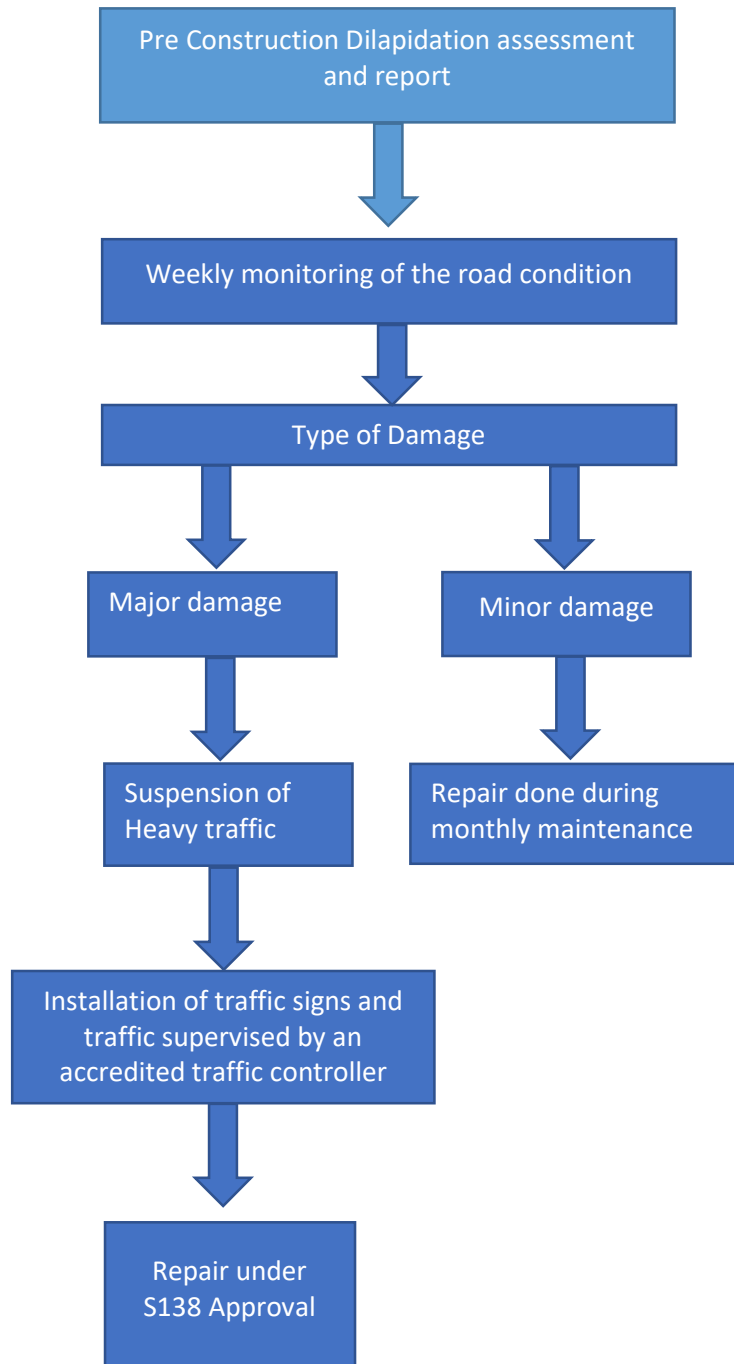 Pre Construction Dilapidation assessment
and report
Weekly monitoring of the road condition
Type of Damage
Major damage
Minor damage
Suspension of
Heavy traffic
Repair done during
monthly maintenance
Installation of traffic signs and
traffic supervised by an
accredited traffic controller
Repair under
S138 Approval